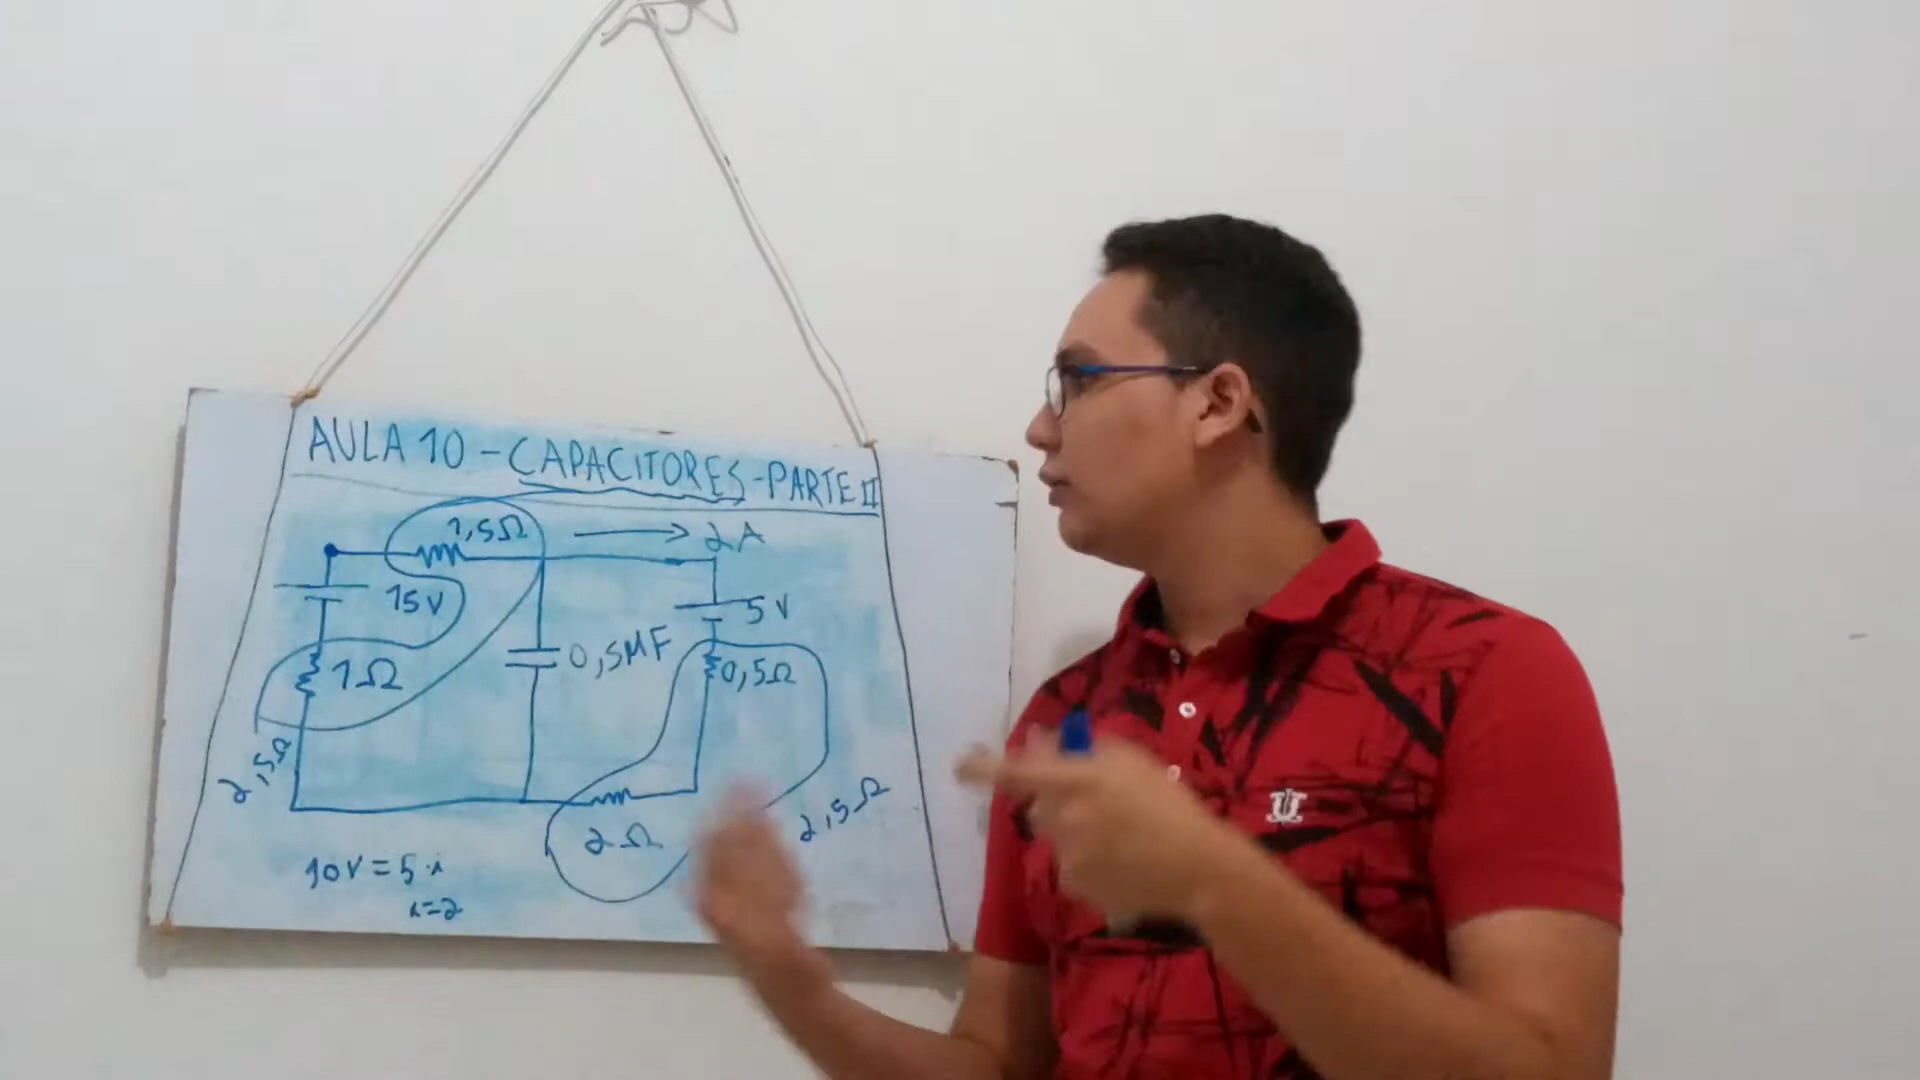 AULA 10 - CAPACITORES - PARTE II
1,5Ω
2A
15V
5V
0,5MF
1Ω
0,5Ω
2,5Ω
2,5Ω
2Ω
10V = 5·i
i=2